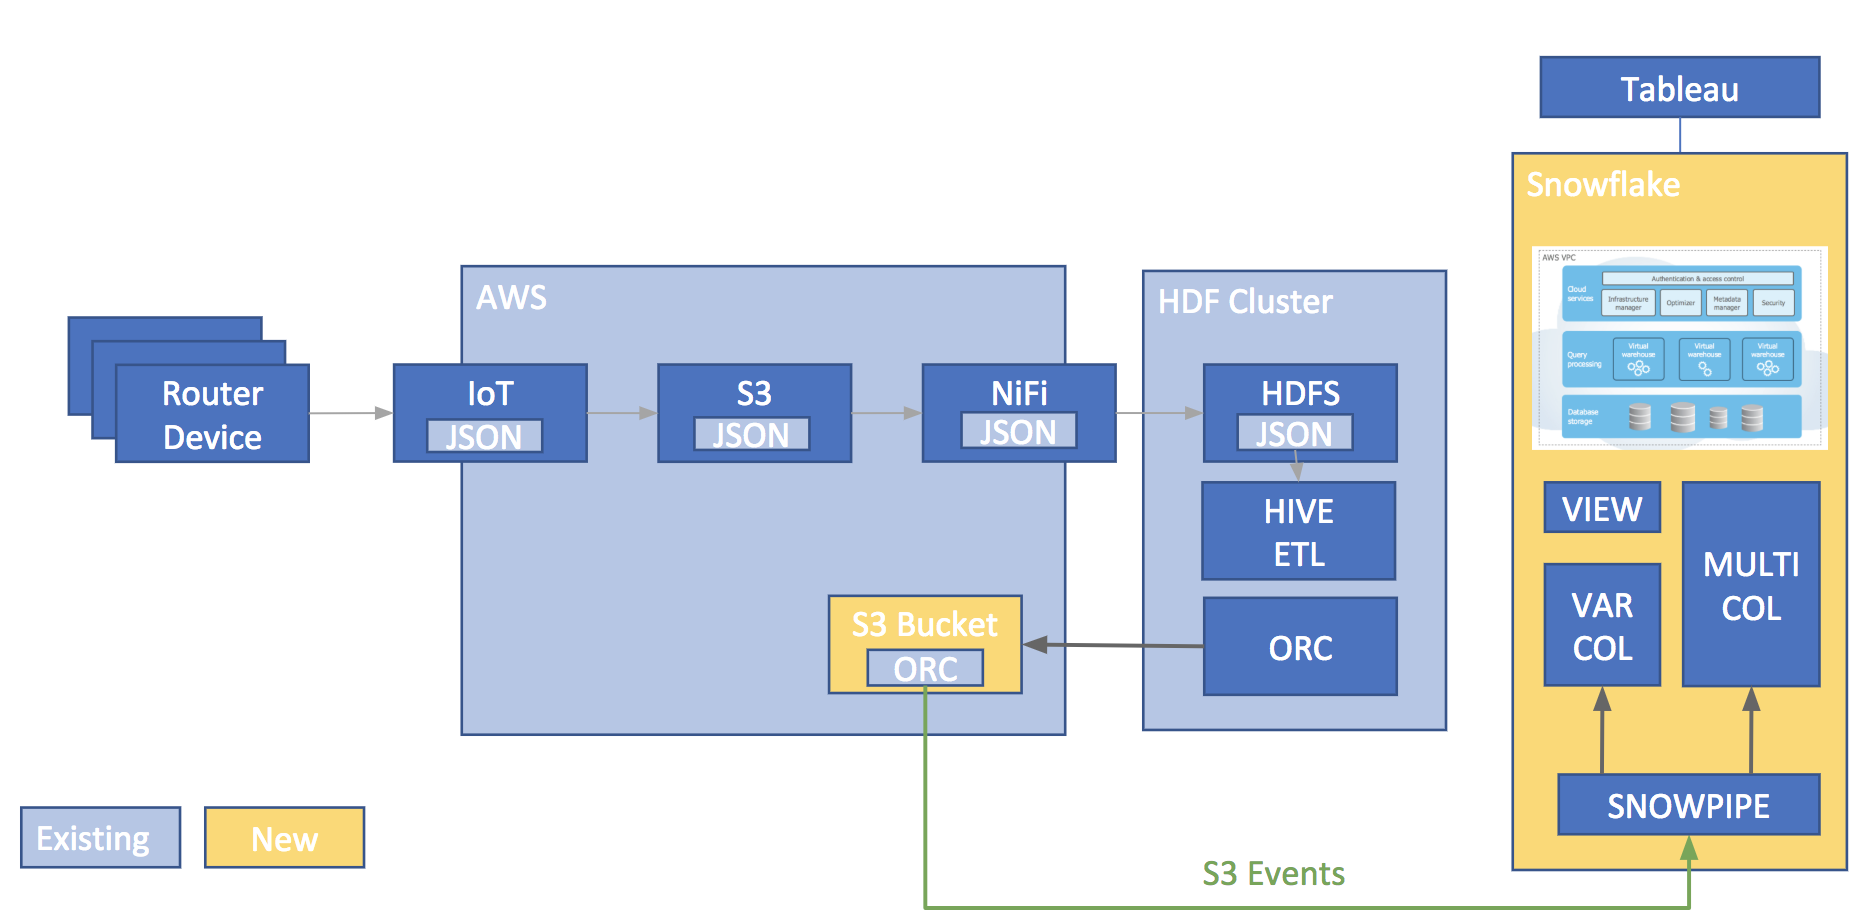 Tableau
Snowflake
AWS VPC
Cloud
services
Authentication & access control
Infrastructure
manager
Optimizer
Metadata
manager
Security
Query
processing
Virtual
warehouse
Virtual
warehouse
Virtual
warehouse
Database
storage
AWS
HDF Cluster
Router
Device
IoT
JSON
S3
JSON
NiFi
JSON
HDFS
JSON
HIVE
ETL
ORC
S3 Bucket
ORC
VIEW
VAR
COL
MULTI
COL
SNOWPIPE
Existing
New
S3 Events